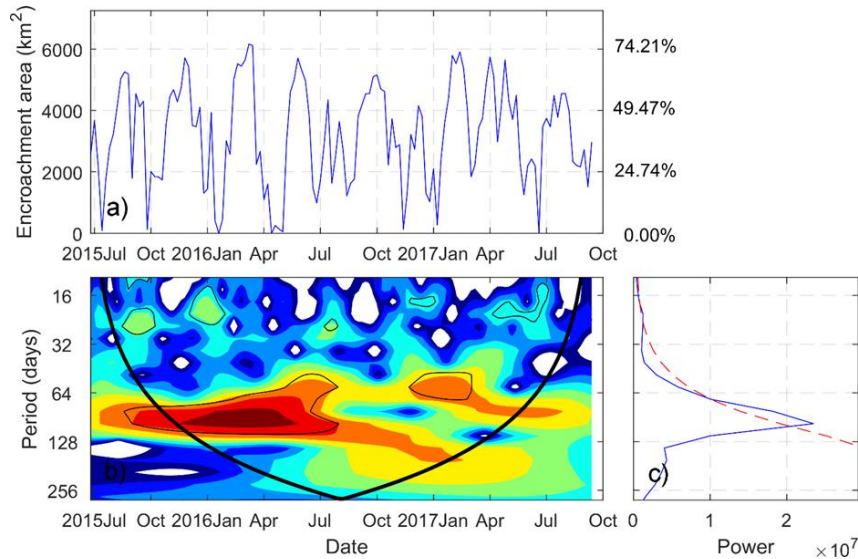 Encroachment area (km²)
6000
4000
2000
0
74.21%
49.47%
24.74%
0.00%
a)
2015Jul Oct 2016Jan Apr Jul Oct 2017Jan Apr Jul Oct
Period (days)
16
32
64
128
256
b)
2015Jul Oct 2016Jan Apr Jul Oct 2017Jan Apr Jul Oct
Date
c)
0 1 2
Power
×10⁷